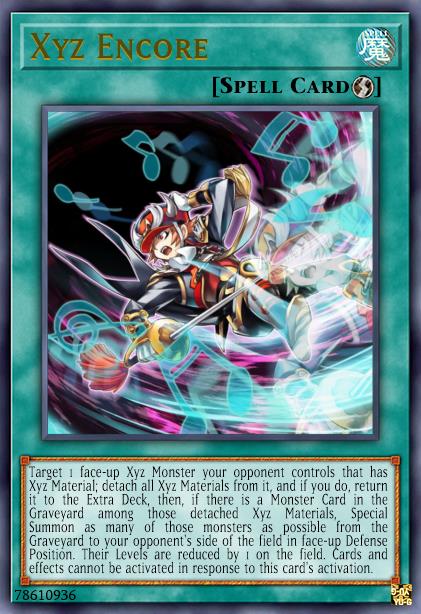 Xyz Encore
SPELL
魔
[Spell Card]
Target 1 face-up Xyz Monster your opponent controls that has
Xyz Material; detach all Xyz Materials from it, and if you do, return
it to the Extra Deck, then, if there is a Monster Card in the
Graveyard among those detached Xyz Materials, Special
Summon as many of those monsters as possible from the
Graveyard to your opponent's side of the field in face-up Defense
Position. Their Levels are reduced by 1 on the field. Cards and
effects cannot be activated in response to this card's activation.
78610936